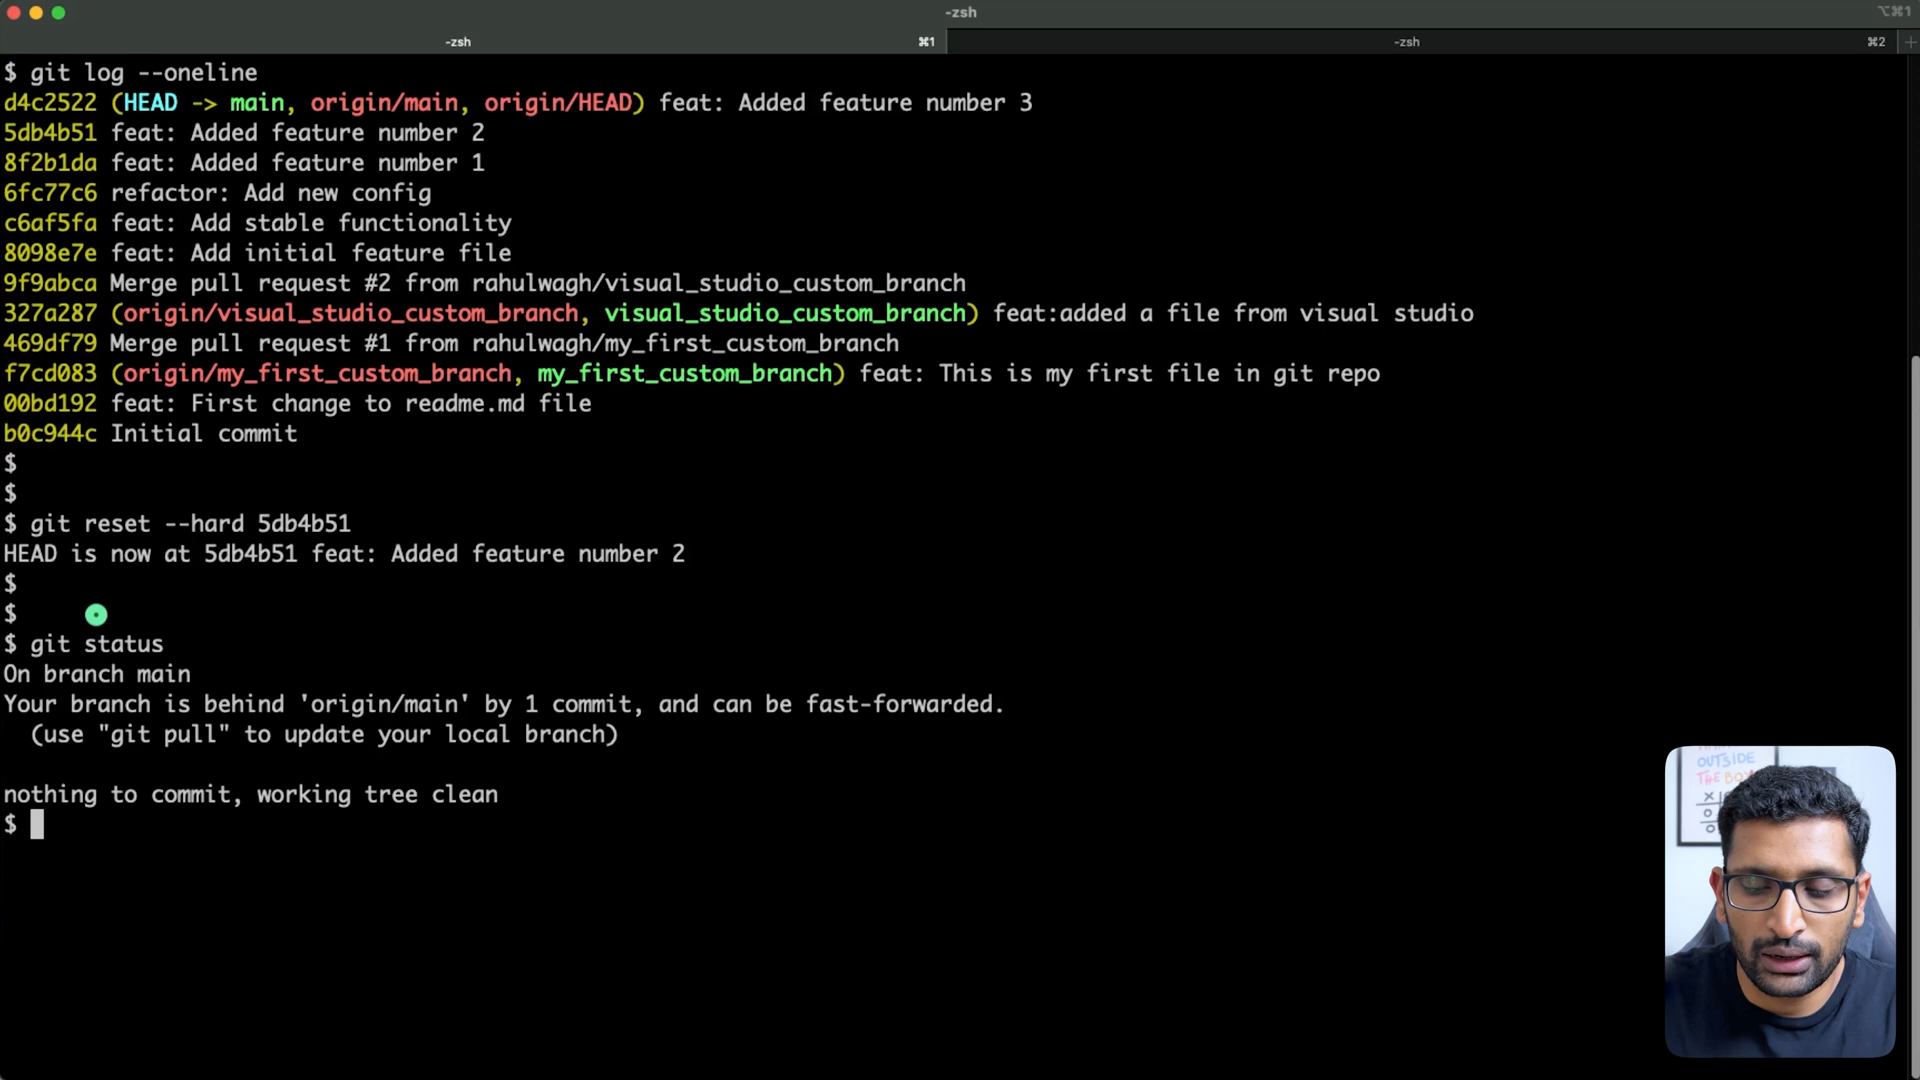 -zsh
⌥⌘1
-zsh ⌘1
-zsh ⌘2 +
$ git log --oneline
d4c2522 (HEAD -> main, origin/main, origin/HEAD) feat: Added feature number 3
5db4b51 feat: Added feature number 2
8f2b1da feat: Added feature number 1
6fc77c6 refactor: Add new config
c6af5fa feat: Add stable functionality
8098e7e feat: Add initial feature file
9f9abca Merge pull request #2 from rahulwagh/visual_studio_custom_branch
327a287 (origin/visual_studio_custom_branch, visual_studio_custom_branch) feat:added a file from visual studio
469df79 Merge pull request #1 from rahulwagh/my_first_custom_branch
f7cd083 (origin/my_first_custom_branch, my_first_custom_branch) feat: This is my first file in git repo
00bd192 feat: First change to readme.md file
b0c944c Initial commit
$
$
$ git reset --hard 5db4b51
HEAD is now at 5db4b51 feat: Added feature number 2
$
$
$ git status
On branch main
Your branch is behind 'origin/main' by 1 commit, and can be fast-forwarded.
(use "git pull" to update your local branch)
nothing to commit, working tree clean
$
OUTSIDE
THE BOX